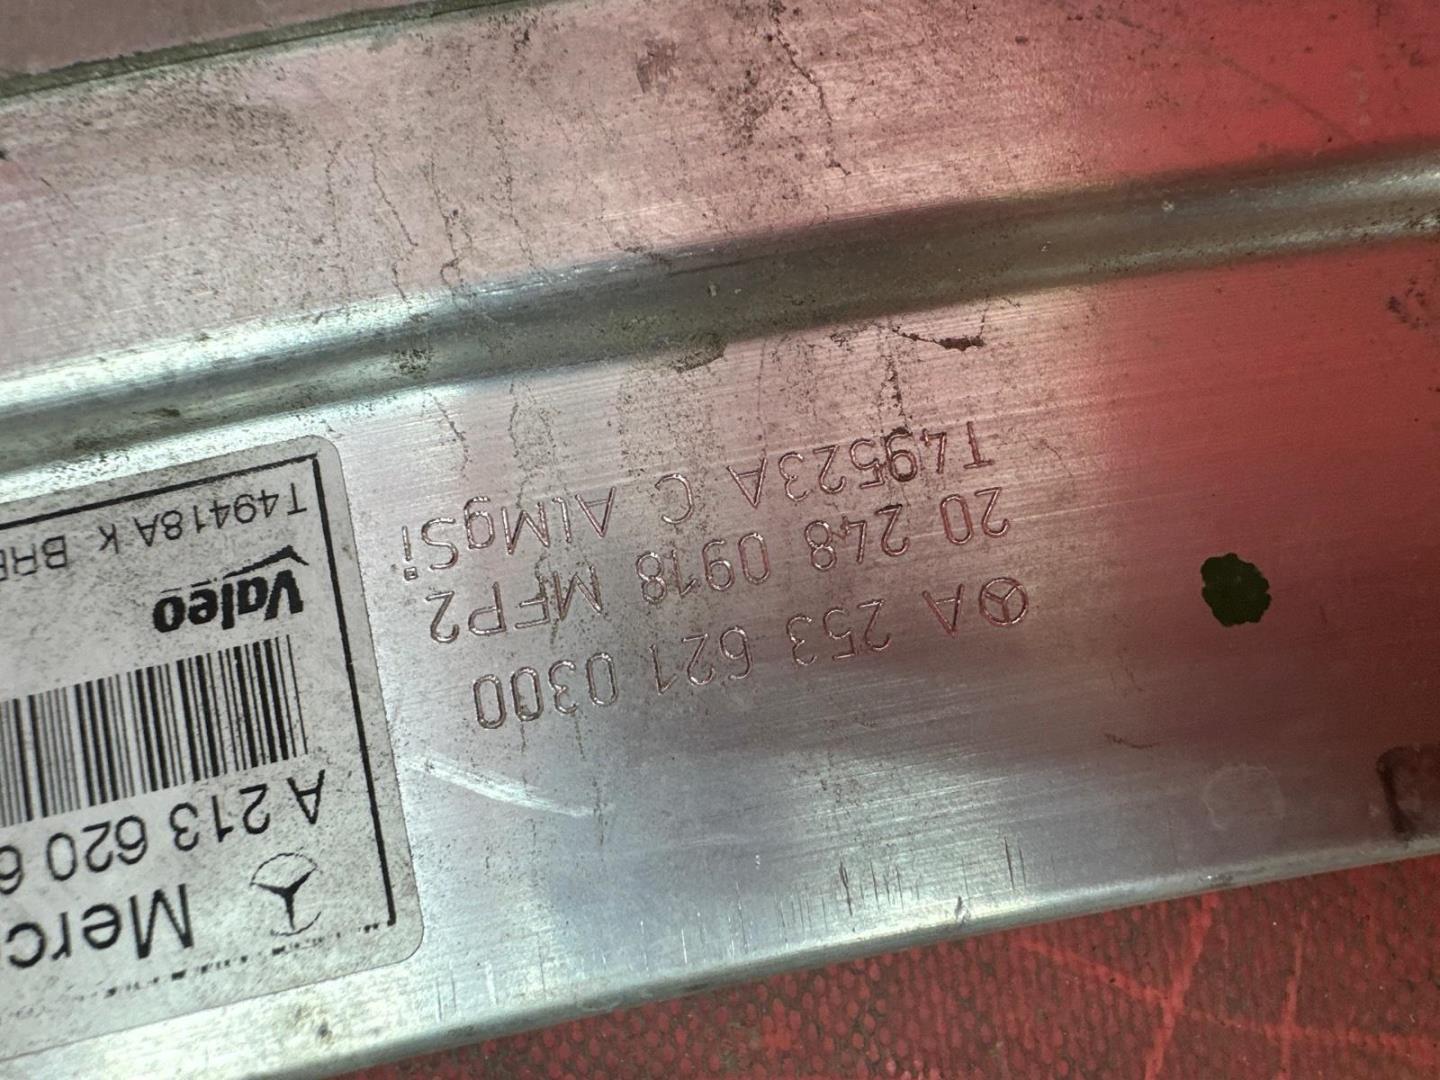 A 253 621 0300
20 248 0918 MFP2
T49523A C AlMgSi
Merc
A 213 620 6
Valeo
T49418A K BRE